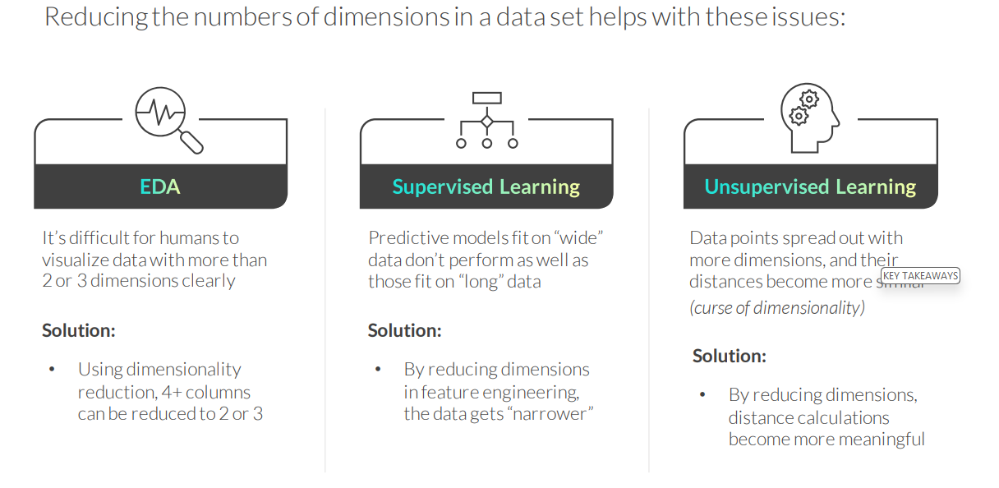 Reducing the numbers of dimensions in a data set helps with these issues:
EDA
It's difficult for humans to
visualize data with more than
2 or 3 dimensions clearly
Solution:
• Using dimensionality
reduction, 4+ columns
can be reduced to 2 or 3
Supervised Learning
Predictive models fit on “wide”
data don't perform as well as
those fit on “long” data
Solution:
• By reducing dimensions
in feature engineering,
the data gets “narrower”
Unsupervised Learning
Data points spread out with
more dimensions, and their
distances become more
KEY TAKEAWAYS
(curse of dimensionality)
Solution:
• By reducing dimensions,
distance calculations
become more meaningful